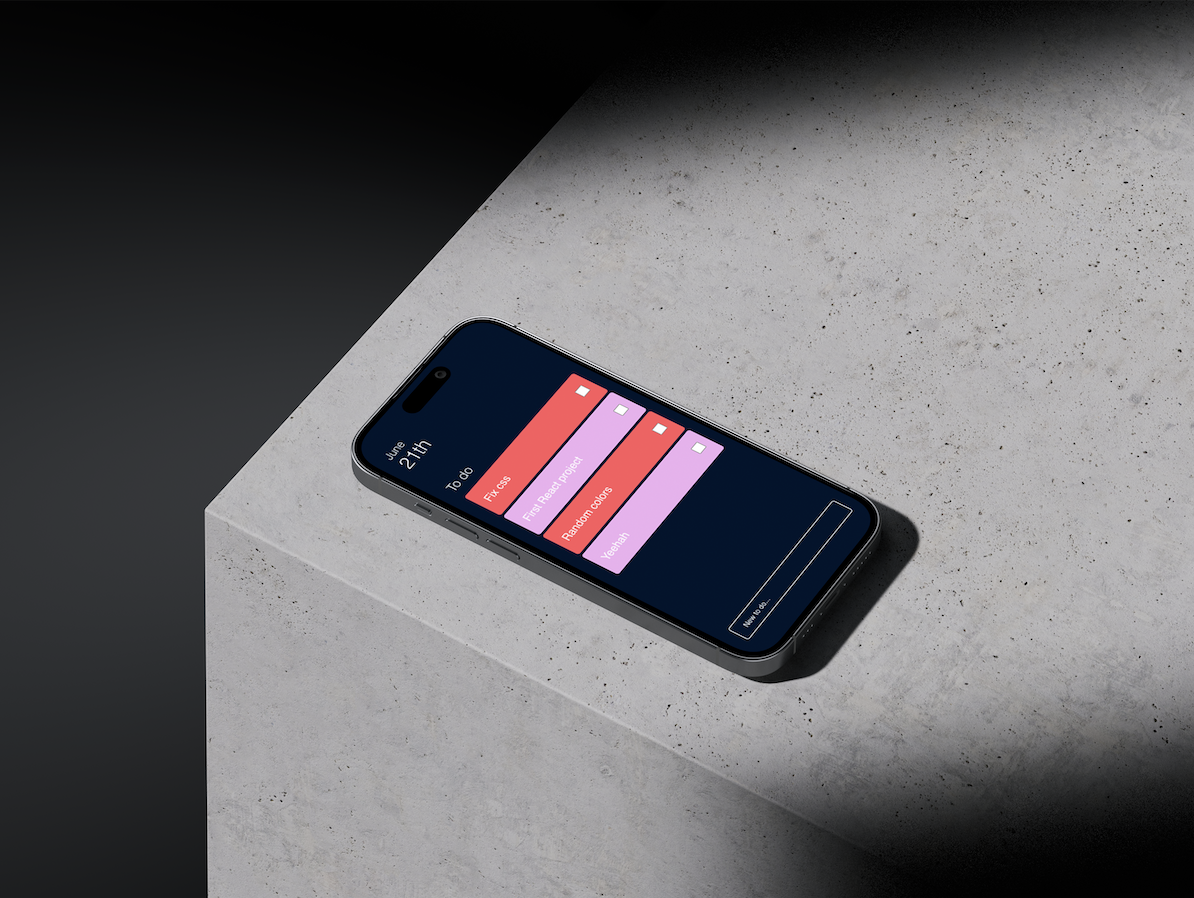 June
21th
To do
Fix css
First React project
Random colors
Yeehah
New to do...